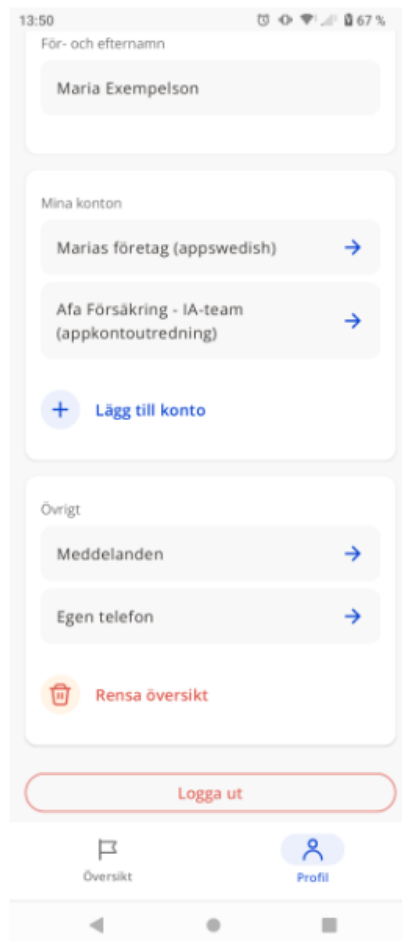 13:50 67 %
För- och efternamn
Maria Exempelson
Mina konton
Marias företag (appswedish)
Afa Försäkring - IA-team
(appkontoutredning)
Lägg till konto
Övrigt
Meddelanden
Egen telefon
Rensa översikt
Logga ut
Översikt Profil